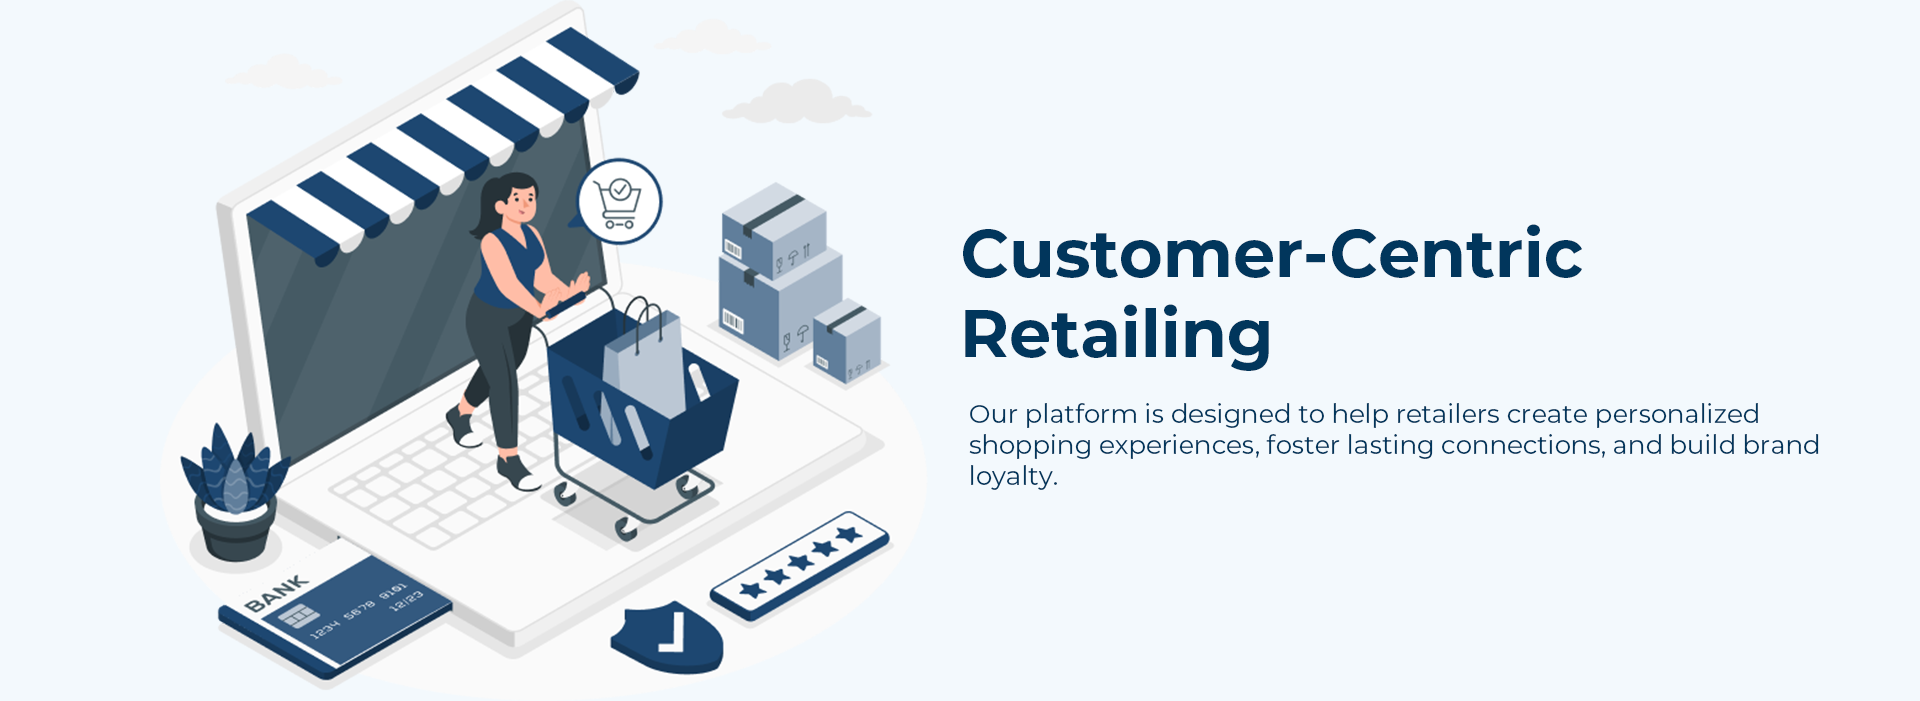 Customer-Centric
Retailing
Our platform is designed to help retailers create personalized
shopping experiences, foster lasting connections, and build brand
loyalty.
BANK
1234 5678 9101
12/23